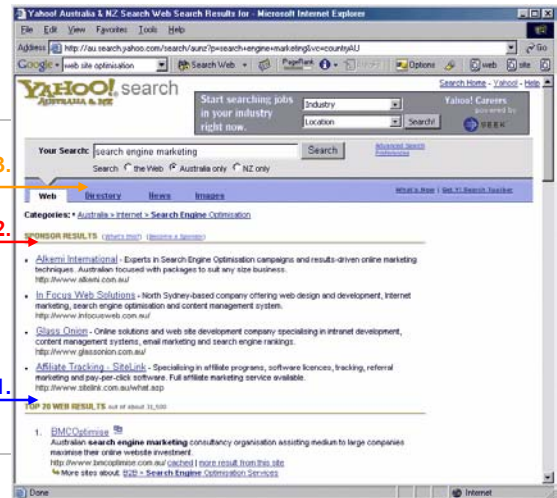 Yahoo! Australia & NZ Search Web Search Results for - Microsoft Internet Explorer
File Edit View Favorites Tools Help
Address http://au.search.yahoo.com/search/aunz?p=search+engine+marketing&vc=countryAU Go
Google web site optimisation Search Web PageRank Options web site
Search Home - Yahoo! - Help
YAHOO! search
AUSTRALIA & NZ
Start searching jobs
in your industry
right now.
Industry
Location Search!
Yahoo! Careers
powered by
SEEK
Your Search: search engine marketing Search
Advanced Search
Preferences
Search the Web Australia only NZ only
3.
Web Directory News Images
What's New | Get Y! Search Toolbar
Categories: • Australia > Internet > Search Engine Optimisation
2.
SPONSOR RESULTS (What's this?) (Become a Sponsor)
• Alkemi International - Experts in Search Engine Optimisation campaigns and results-driven online marketing
techniques. Australian focused with packages to suit any size business.
http://www.alkemi.com.au/
• In Focus Web Solutions - North Sydney-based company offering web design and development, Internet
marketing, search engine optimisation and content management system.
http://www.infocusweb.com.au/
• Glass Onion - Online solutions and web site development company specialising in intranet development,
content management systems, email marketing and search engine rankings.
http://www.glassonion.com.au/
• Affiliate Tracking - SiteLink - Specialising in affiliate programs, software licences, tracking, referral
marketing and pay-per-click software. Full affiliate marketing service available.
http://www.sitelink.com.au/what.asp
1.
TOP 20 WEB RESULTS out of about 31,500
1. BMCOptimise
Australian search engine marketing consultancy organisation assisting medium to large companies
maximise their online website investment.
http://www.bmcoptimise.com.au/ cached | more result from this site
More sites about: B2B > Search Engine Optimisation Services
Done Internet